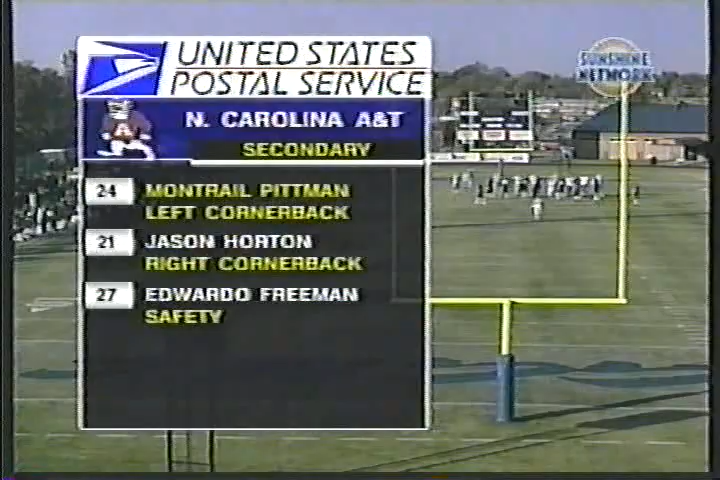 UNITED STATES
POSTAL SERVICE
SUNSHINE
NETWORK
N. CAROLINA A&T
A
SECONDARY
24 MONTRAIL PITTMAN
LEFT CORNERBACK
21 JASON HORTON
RIGHT CORNERBACK
27 EDWARDO FREEMAN
SAFETY